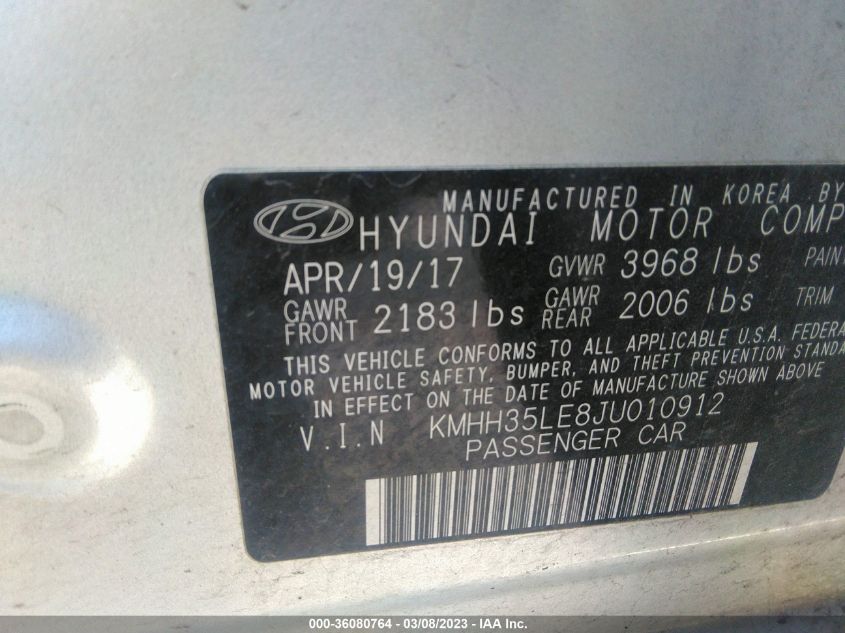 MANUFACTURED IN KOREA BY
HYUNDAI MOTOR COMP
APR/19/17 GVWR 3968 lbs PAIN
GAWR FRONT 2183 lbs GAWR REAR 2006 lbs TRIM
THIS VEHICLE CONFORMS TO ALL APPLICABLE U.S.A. FEDERA
MOTOR VEHICLE SAFETY, BUMPER, AND THEFT PREVENTION STANDA
IN EFFECT ON THE DATE OF MANUFACTURE SHOWN ABOVE
V.I.N KMHH35LE8JU010912
PASSENGER CAR
000-36080764 - 03/08/2023 - IAA Inc.